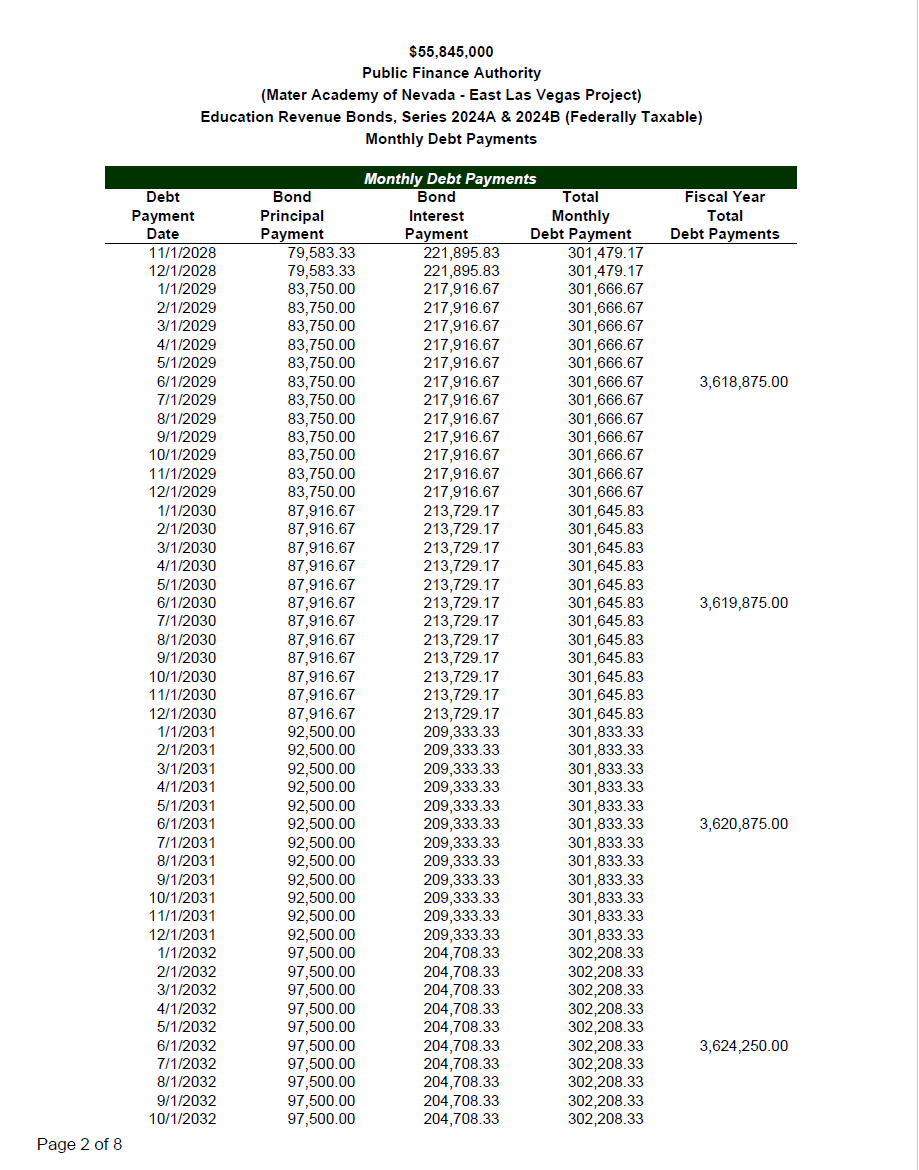 $55,845,000
Public Finance Authority
(Mater Academy of Nevada - East Las Vegas Project)
Education Revenue Bonds, Series 2024A & 2024B (Federally Taxable)
Monthly Debt Payments
Monthly Debt Payments
Debt Bond Bond Total Fiscal Year
Payment Principal Interest Monthly Total
Date Payment Payment Debt Payment Debt Payments
11/1/2028 79,583.33 221,895.83 301,479.17
12/1/2028 79,583.33 221,895.83 301,479.17
1/1/2029 83,750.00 217,916.67 301,666.67
2/1/2029 83,750.00 217,916.67 301,666.67
3/1/2029 83,750.00 217,916.67 301,666.67
4/1/2029 83,750.00 217,916.67 301,666.67
5/1/2029 83,750.00 217,916.67 301,666.67
6/1/2029 83,750.00 217,916.67 301,666.67 3,618,875.00
7/1/2029 83,750.00 217,916.67 301,666.67
8/1/2029 83,750.00 217,916.67 301,666.67
9/1/2029 83,750.00 217,916.67 301,666.67
10/1/2029 83,750.00 217,916.67 301,666.67
11/1/2029 83,750.00 217,916.67 301,666.67
12/1/2029 83,750.00 217,916.67 301,666.67
1/1/2030 87,916.67 213,729.17 301,645.83
2/1/2030 87,916.67 213,729.17 301,645.83
3/1/2030 87,916.67 213,729.17 301,645.83
4/1/2030 87,916.67 213,729.17 301,645.83
5/1/2030 87,916.67 213,729.17 301,645.83
6/1/2030 87,916.67 213,729.17 301,645.83 3,619,875.00
7/1/2030 87,916.67 213,729.17 301,645.83
8/1/2030 87,916.67 213,729.17 301,645.83
9/1/2030 87,916.67 213,729.17 301,645.83
10/1/2030 87,916.67 213,729.17 301,645.83
11/1/2030 87,916.67 213,729.17 301,645.83
12/1/2030 87,916.67 213,729.17 301,645.83
1/1/2031 92,500.00 209,333.33 301,833.33
2/1/2031 92,500.00 209,333.33 301,833.33
3/1/2031 92,500.00 209,333.33 301,833.33
4/1/2031 92,500.00 209,333.33 301,833.33
5/1/2031 92,500.00 209,333.33 301,833.33
6/1/2031 92,500.00 209,333.33 301,833.33 3,620,875.00
7/1/2031 92,500.00 209,333.33 301,833.33
8/1/2031 92,500.00 209,333.33 301,833.33
9/1/2031 92,500.00 209,333.33 301,833.33
10/1/2031 92,500.00 209,333.33 301,833.33
11/1/2031 92,500.00 209,333.33 301,833.33
12/1/2031 92,500.00 209,333.33 301,833.33
1/1/2032 97,500.00 204,708.33 302,208.33
2/1/2032 97,500.00 204,708.33 302,208.33
3/1/2032 97,500.00 204,708.33 302,208.33
4/1/2032 97,500.00 204,708.33 302,208.33
5/1/2032 97,500.00 204,708.33 302,208.33
6/1/2032 97,500.00 204,708.33 302,208.33 3,624,250.00
7/1/2032 97,500.00 204,708.33 302,208.33
8/1/2032 97,500.00 204,708.33 302,208.33
9/1/2032 97,500.00 204,708.33 302,208.33
10/1/2032 97,500.00 204,708.33 302,208.33
Page 2 of 8